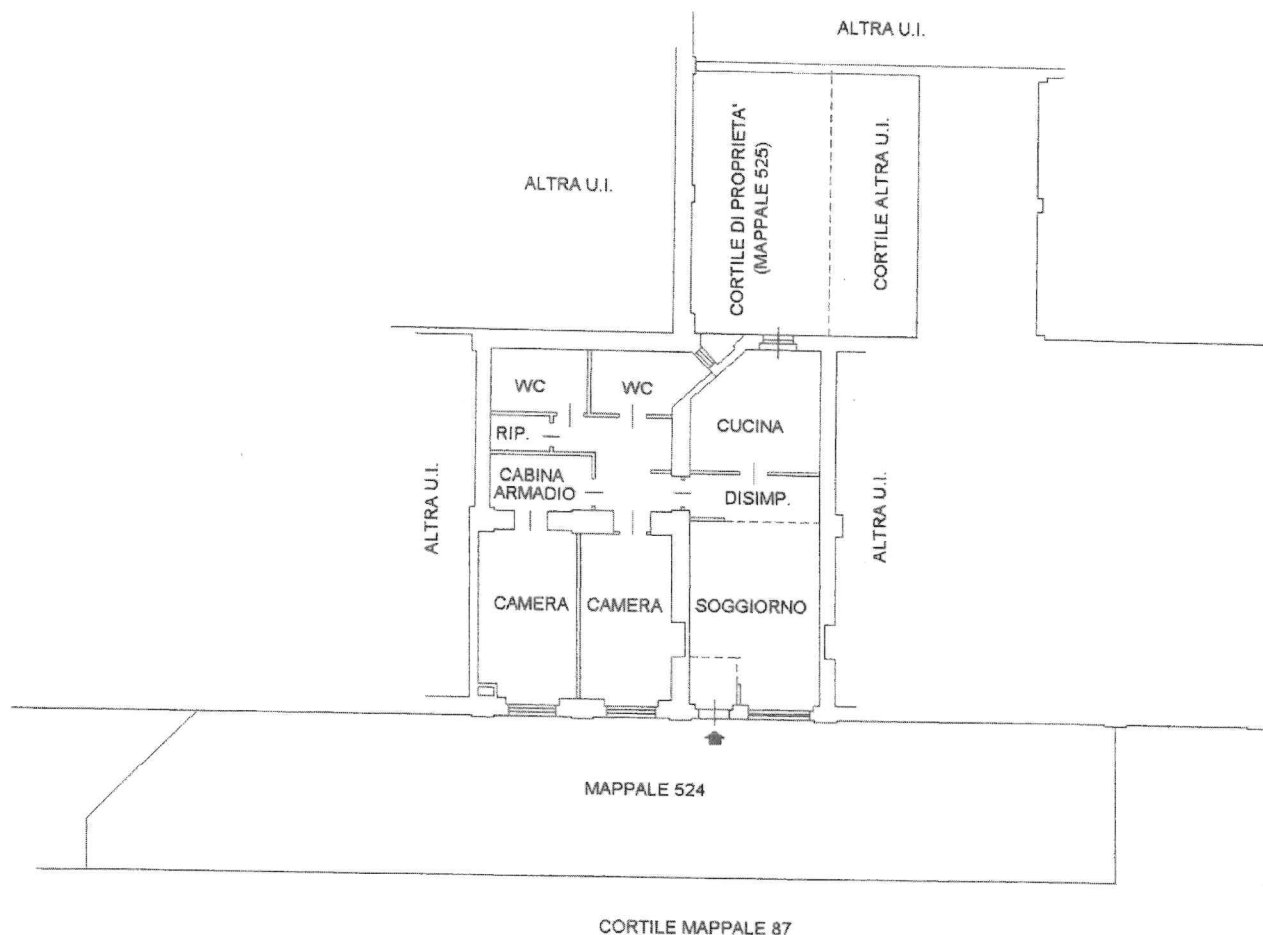 ALTRA U.I.
ALTRA U.I.
CORTILE DI PROPRIETA'
(MAPPALE 525)
CORTILE ALTRA U.I.
WC
WC
RIP.
CUCINA
CABINA
ARMADIO
DISIMP.
ALTRA U.I.
ALTRA U.I.
CAMERA
CAMERA
SOGGIORNO
MAPPALE 524
CORTILE MAPPALE 87